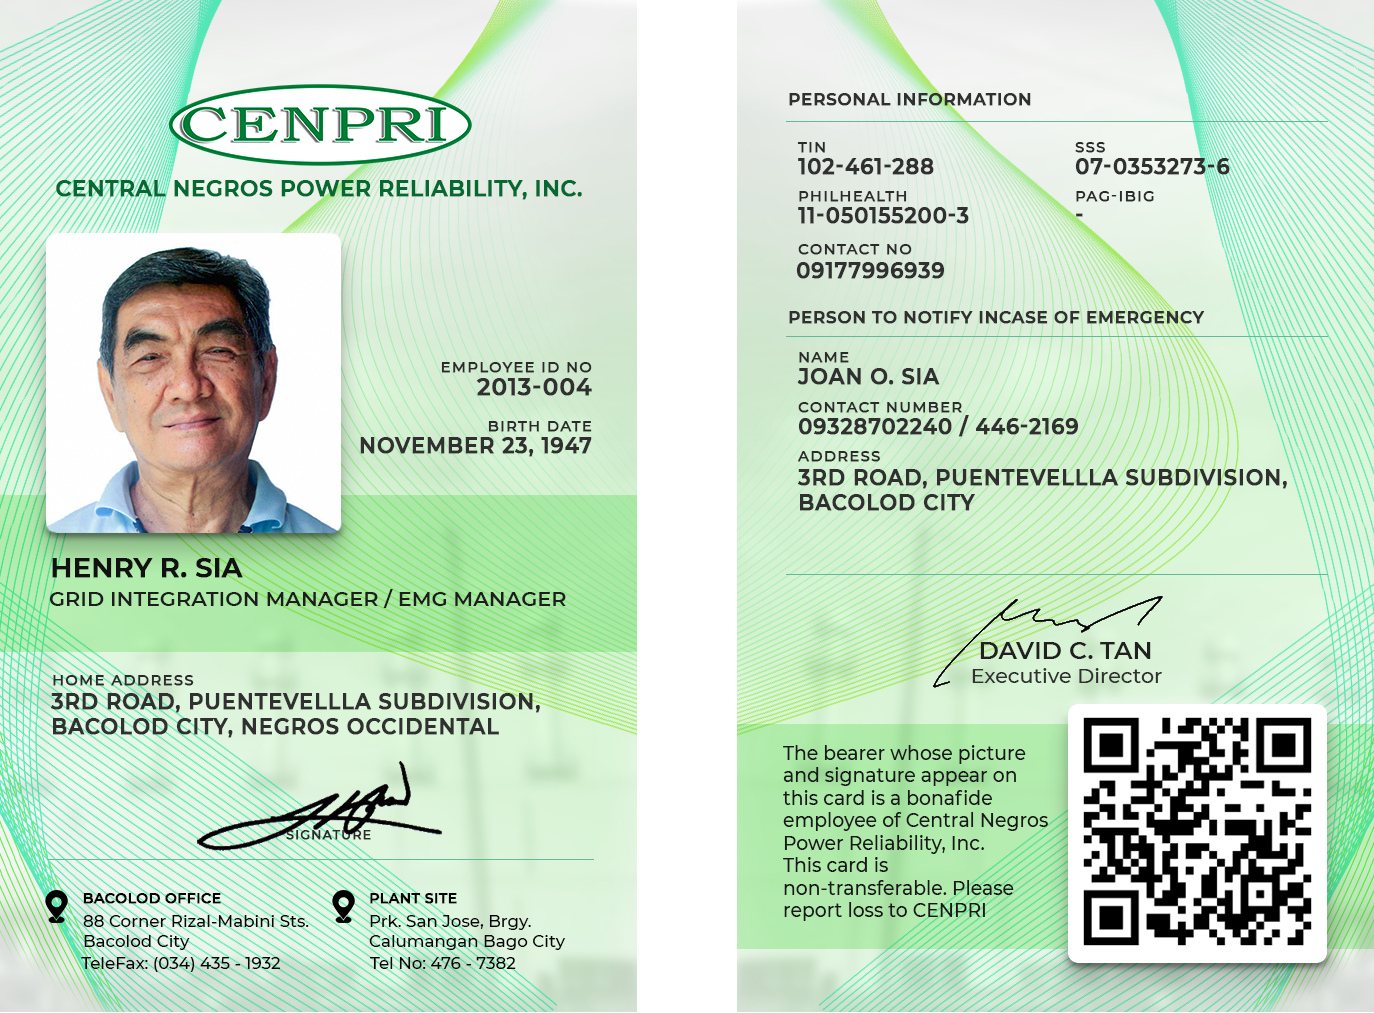 CENPRI
CENTRAL NEGROS POWER RELIABILITY, INC.
EMPLOYEE ID NO
2013-004
BIRTH DATE
NOVEMBER 23, 1947
HENRY R. SIA
GRID INTEGRATION MANAGER / EMG MANAGER
HOME ADDRESS
3RD ROAD, PUENTEVELLLA SUBDIVISION,
BACOLOD CITY, NEGROS OCCIDENTAL
SIGNATURE
BACOLOD OFFICE
88 Corner Rizal-Mabini Sts.
Bacolod City
TeleFax: (034) 435 - 1932
PLANT SITE
Prk. San Jose, Brgy.
Calumangan Bago City
Tel No: 476 - 7382
PERSONAL INFORMATION
TIN
102-461-288
SSS
07-0353273-6
PHILHEALTH
11-050155200-3
PAG-IBIG
-
CONTACT NO
09177996939
PERSON TO NOTIFY INCASE OF EMERGENCY
NAME
JOAN O. SIA
CONTACT NUMBER
09328702240 / 446-2169
ADDRESS
3RD ROAD, PUENTEVELLLA SUBDIVISION,
BACOLOD CITY
DAVID C. TAN
Executive Director
The bearer whose picture
and signature appear on
this card is a bonafide
employee of Central Negros
Power Reliability, Inc.
This card is
non-transferable. Please
report loss to CENPRI